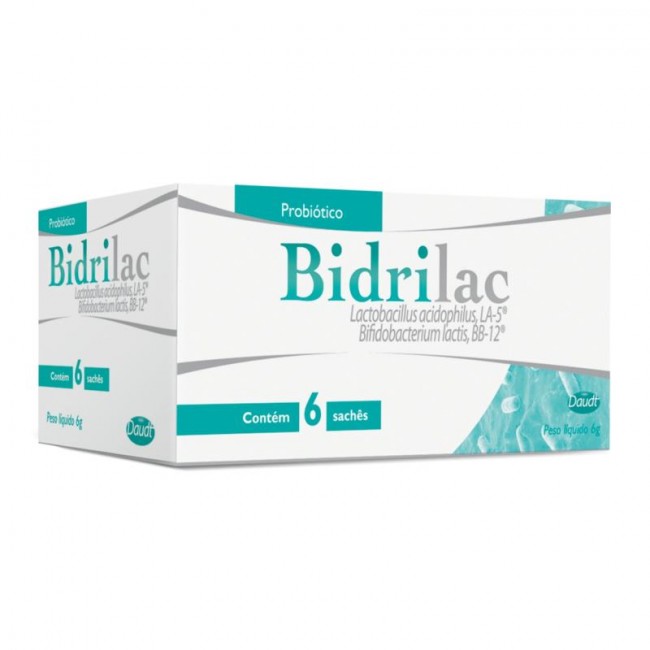 Probiótico
Bidrilac
Lactobacillus acidophilus, LA-5®
Bifidobacterium lactis, BB-12®
Contém 6 sachês
Peso líquido 6g
Daudt
Probiótico
Bidrilac
Lactobacillus acidophilus, LA-5®
Bifidobacterium lactis, BB-12®
Contém 6 sachês
Daudt
Peso líquido 6g